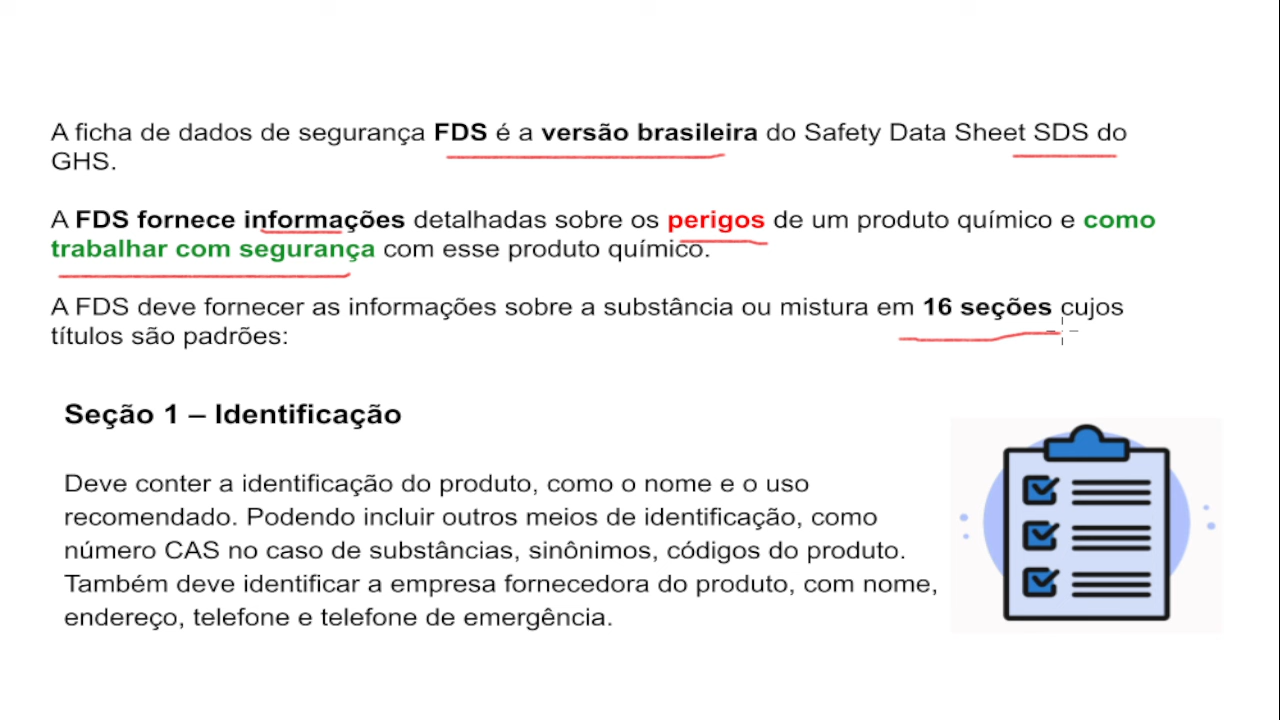 A ficha de dados de segurança FDS é a versão brasileira do Safety Data Sheet SDS do
GHS.
A FDS fornece informações detalhadas sobre os perigos de um produto químico e como
trabalhar com segurança com esse produto químico.
A FDS deve fornecer as informações sobre a substância ou mistura em 16 seções cujos
títulos são padrões:
Seção 1 – Identificação
Deve conter a identificação do produto, como o nome e o uso
recomendado. Podendo incluir outros meios de identificação, como
número CAS no caso de substâncias, sinônimos, códigos do produto.
Também deve identificar a empresa fornecedora do produto, com nome,
endereço, telefone e telefone de emergência.